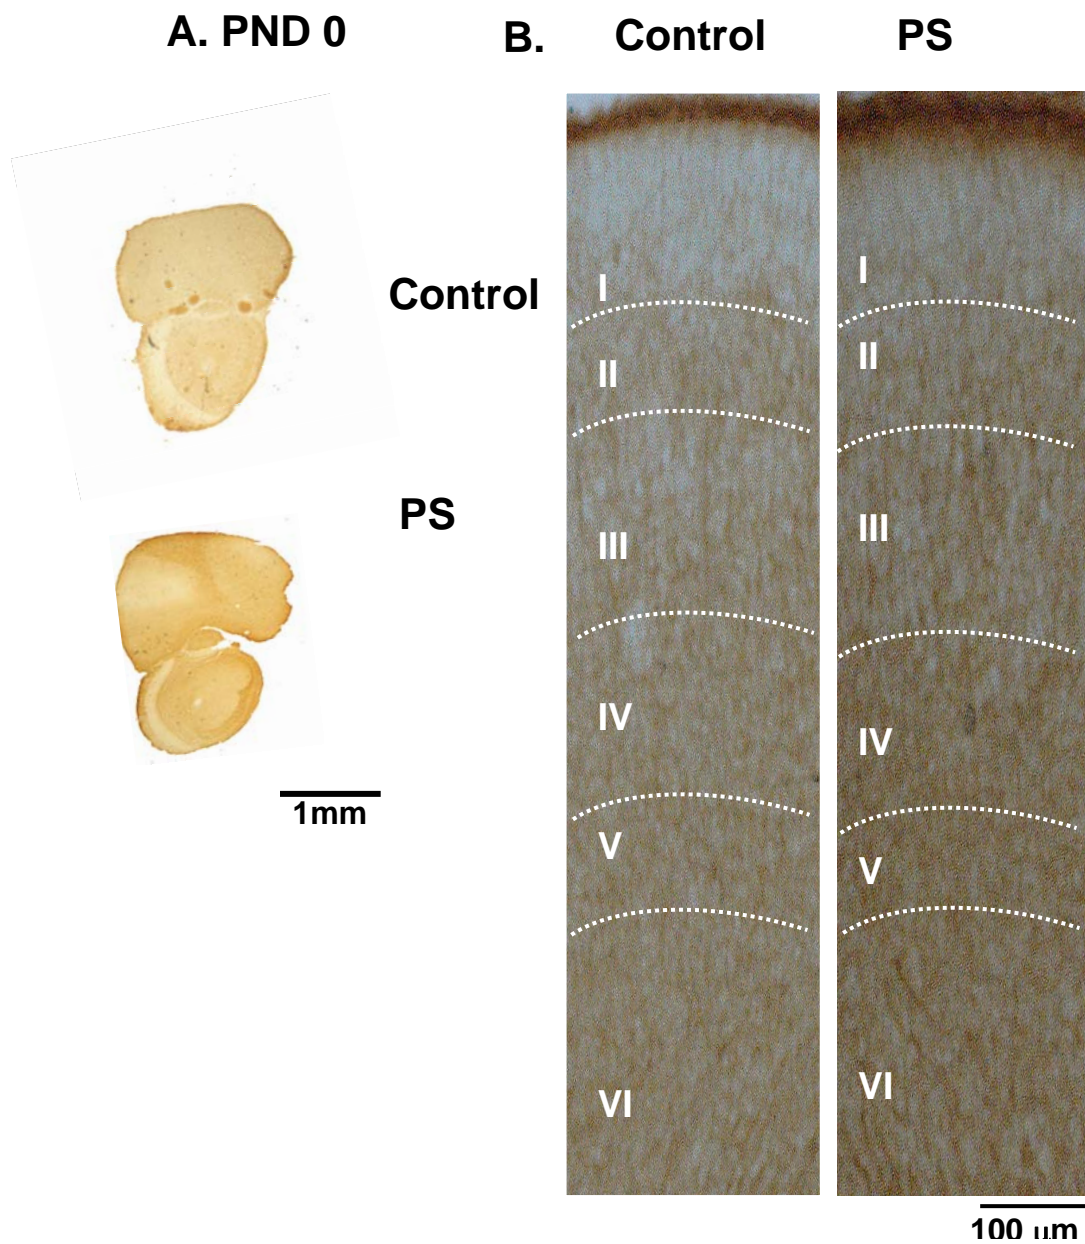 A. PND 0
B.
Control
PS
Control
PS
1mm
I
II
III
IV
V
VI
I
II
III
IV
V
VI
100 μm